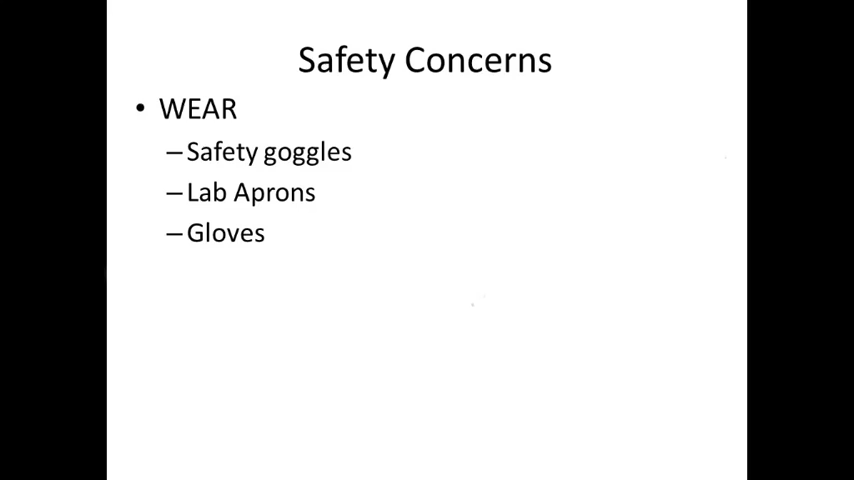 Safety Concerns
• WEAR
–Safety goggles
–Lab Aprons
–Gloves